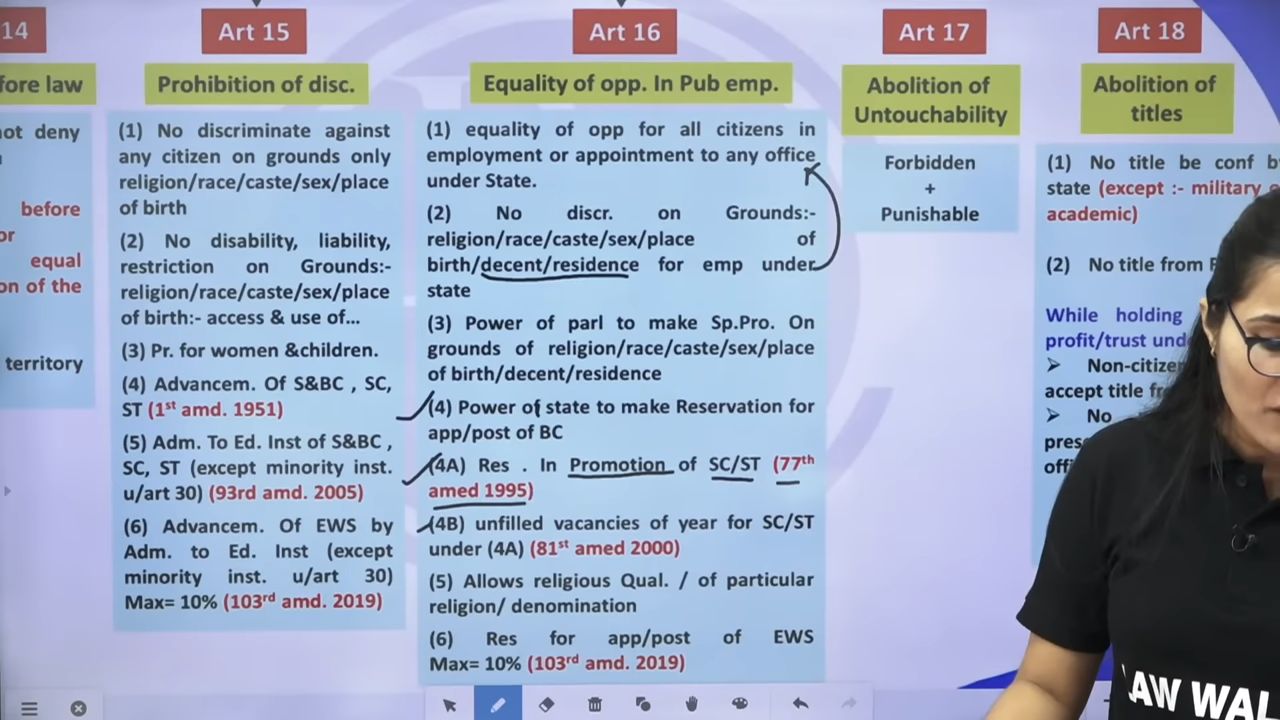 14
fore law
not deny
before
or
equal
on of the
territory
Art 15
Prohibition of disc.
(1) No discriminate against
any citizen on grounds only
religion/race/caste/sex/place
of birth
(2) No disability, liability,
restriction on Grounds:-
religion/race/caste/sex/place
of birth:- access & use of...
(3) Pr. for women &children.
(4) Advancem. Of S&BC , SC,
ST (1st amd. 1951)
(5) Adm. To Ed. Inst of S&BC ,
SC, ST (except minority inst.
u/art 30) (93rd amd. 2005)
(6) Advancem. Of EWS by
Adm. to Ed. Inst (except
minority inst. u/art 30)
Max= 10% (103rd amd. 2019)
Art 16
Equality of opp. In Pub emp.
(1) equality of opp for all citizens in
employment or appointment to any office
under State.
(2) No discr. on Grounds:-
religion/race/caste/sex/place of
birth/decent/residence for emp under
state
(3) Power of parl to make Sp.Pro. On
grounds of religion/race/caste/sex/place
of birth/decent/residence
(4) Power of state to make Reservation for
app/post of BC
(4A) Res . In Promotion of SC/ST (77th
amed 1995)
(4B) unfilled vacancies of year for SC/ST
under (4A) (81st amed 2000)
(5) Allows religious Qual. / of particular
religion/ denomination
(6) Res for app/post of EWS
Max= 10% (103rd amd. 2019)
Art 17
Abolition of
Untouchability
Forbidden
+
Punishable
Art 18
Abolition of
titles
(1) No title be conf b
state (except :- military
academic)
(2) No title from
While holding
profit/trust und
Non-citize
accept title fr
No
pres
off
AW WAL